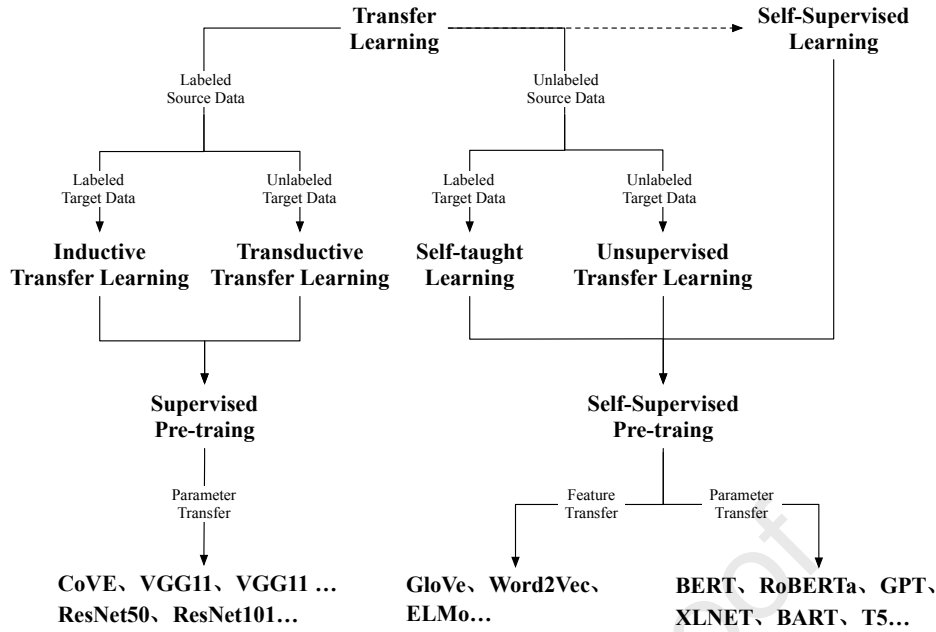 Transfer
Learning
Self-Supervised
Learning
Labeled
Source Data
Unlabeled
Source Data
Labeled
Target Data
Unlabeled
Target Data
Labeled
Target Data
Unlabeled
Target Data
Inductive
Transfer Learning
Transductive
Transfer Learning
Self-taught
Learning
Unsupervised
Transfer Learning
Supervised
Pre-traing
Self-Supervised
Pre-traing
Parameter
Transfer
Feature
Transfer
Parameter
Transfer
CoVE、VGG11、VGG11 …
ResNet50、ResNet101…
GloVe、Word2Vec、
ELMo…
BERT、RoBERTa、GPT、
XLNET、BART、T5…